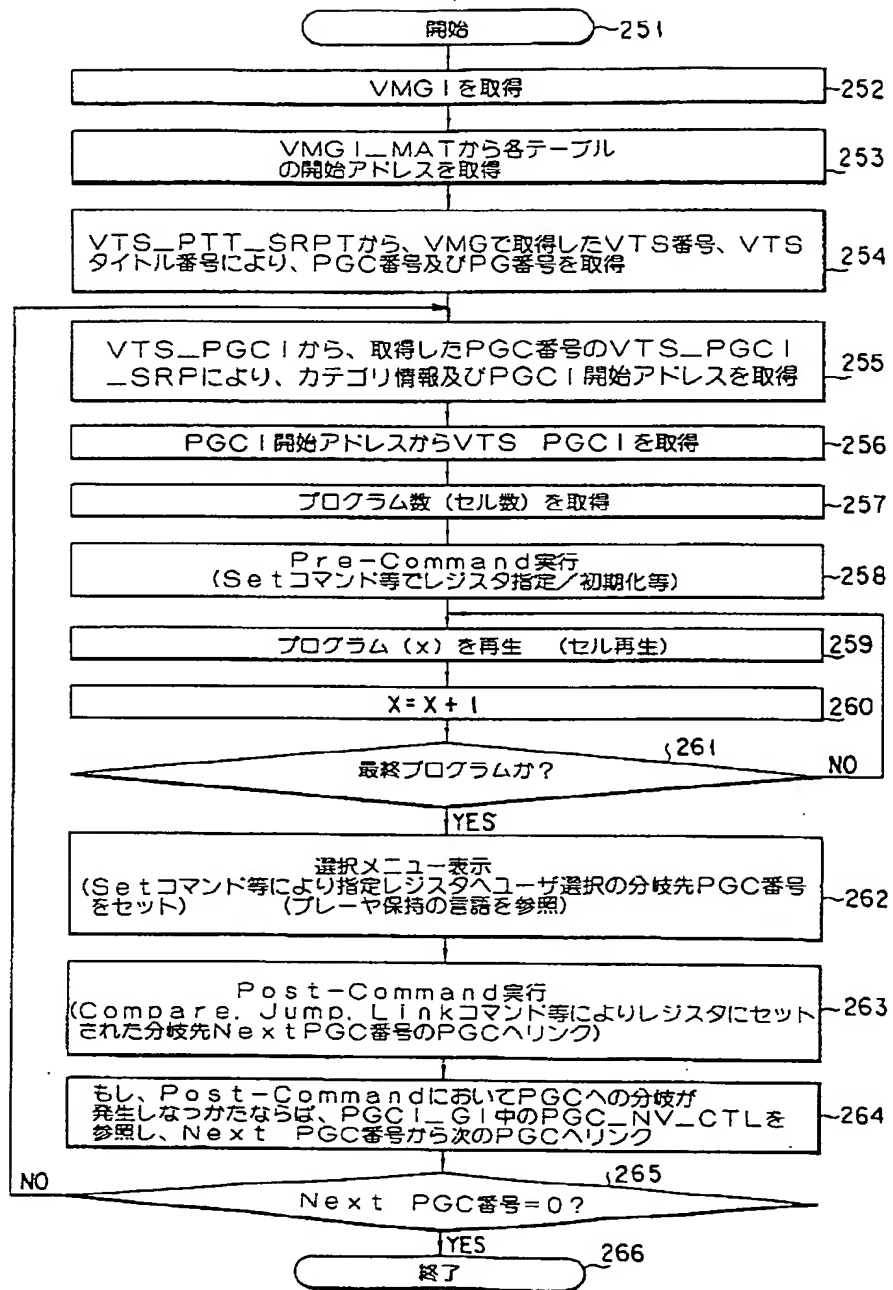 開始
251
VMGIを取得
252
VMGI_MATから各テーブル
の開始アドレスを取得
253
VTS_PTT_SRPTから、VMGで取得したVTS番号、VTS
タイトル番号により、PGC番号及びPG番号を取得
254
VTS_PGCIから、取得したPGC番号のVTS_PGCI
_SRPにより、カテゴリ情報及びPGCI開始アドレスを取得
255
PGCI開始アドレスからVTS PGCIを取得
256
プログラム数(セル数)を取得
257
Pre-Command実行
(Setコマンド等でレジスタ指定/初期化等)
258
プログラム(x)を再生 (セル再生)
259
X=X+1
260
261
最終プログラムか?
NO
YES
選択メニュー表示
(Setコマンド等により指定レジスタへユーザ選択の分岐先PGC番号
をセット) (プレーヤ保持の言語を参照)
262
Post-Command実行
(Compare, Jump, Linkコマンド等によりレジスタにセット
された分岐先NextPGC番号のPGCへリンク)
263
もし、Post-CommandにおいてPGCへの分岐が
発生しなつかたならば、PGCI_GI中のPGC_NV_CTLを
参照し、Next PGC番号から次のPGCへリンク
264
NO
265
Next PGC番号=0?
YES
終了
266